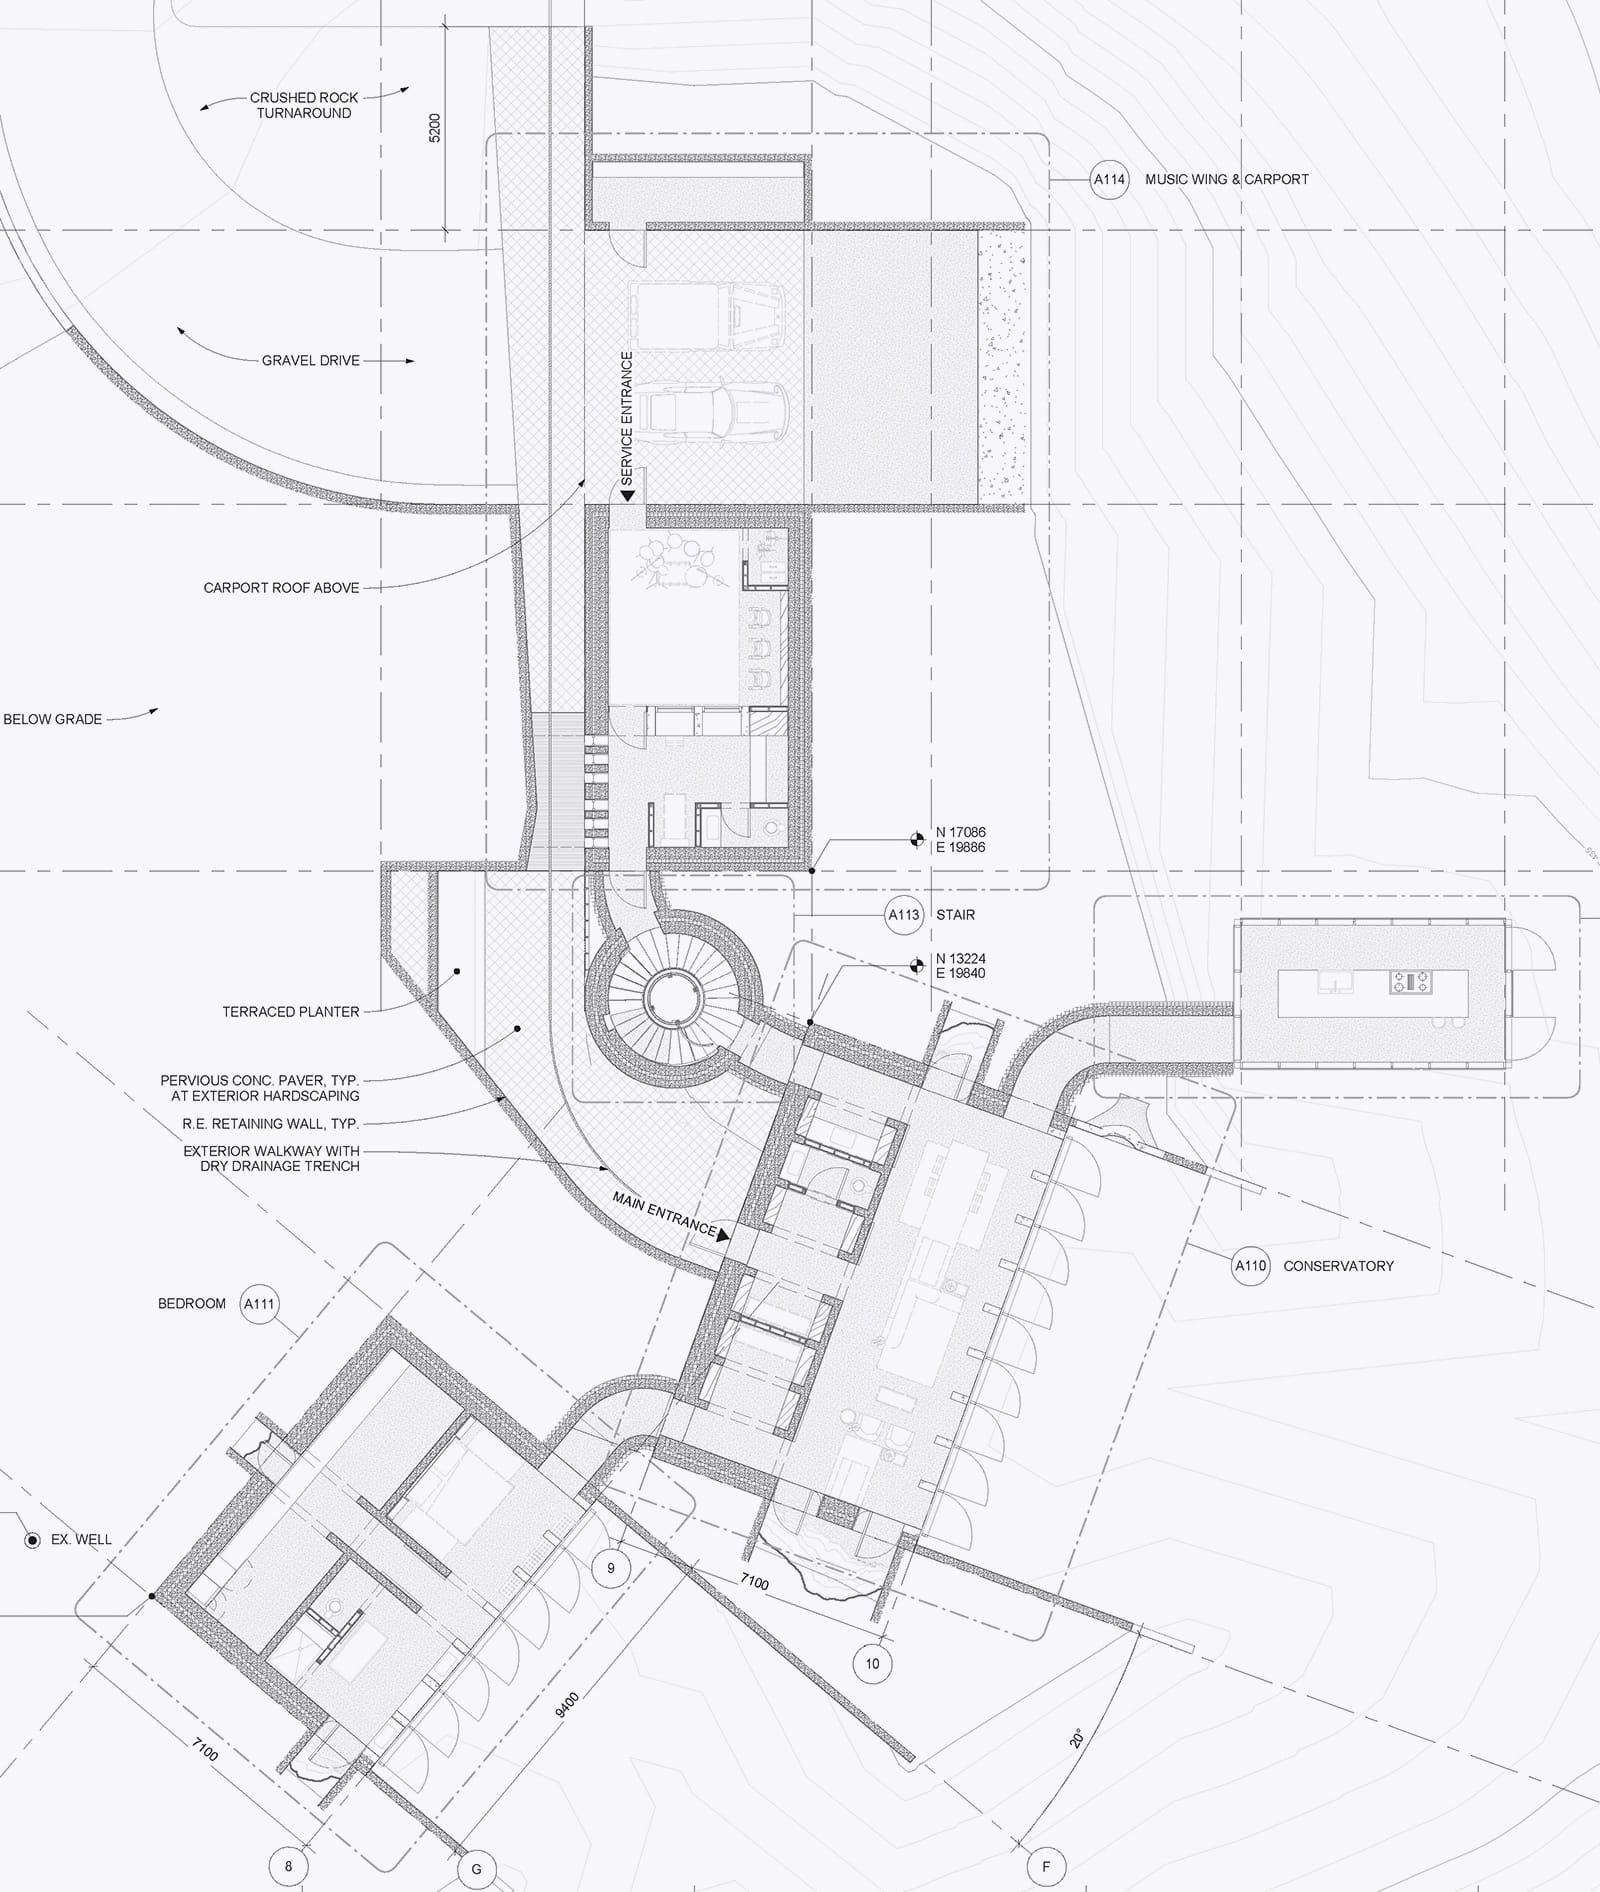 CRUSHED ROCK
TURNAROUND
5200
A114 MUSIC WING & CARPORT
GRAVEL DRIVE
SERVICE ENTRANCE
CARPORT ROOF ABOVE
BELOW GRADE
N 17086
E 19886
435
A113 STAIR
N 13224
E 19840
TERRACED PLANTER
PERVIOUS CONC. PAVER, TYP.
AT EXTERIOR HARDSCAPING
R.E. RETAINING WALL, TYP.
EXTERIOR WALKWAY WITH
DRY DRAINAGE TRENCH
MAIN ENTRANCE
A110 CONSERVATORY
BEDROOM A111
EX. WELL
9
7100
10
9400
20°
7100
8
G
F